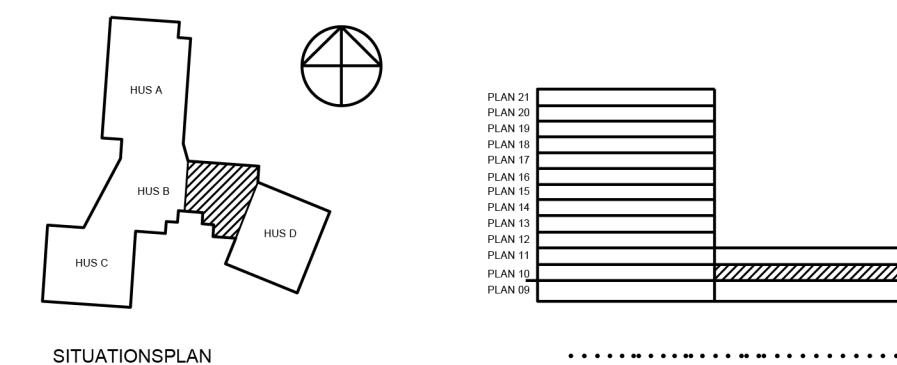 HUS A
HUS B
HUS C
HUS D
SITUATIONSPLAN
PLAN 21
PLAN 20
PLAN 19
PLAN 18
PLAN 17
PLAN 16
PLAN 15
PLAN 14
PLAN 13
PLAN 12
PLAN 11
PLAN 10
PLAN 09